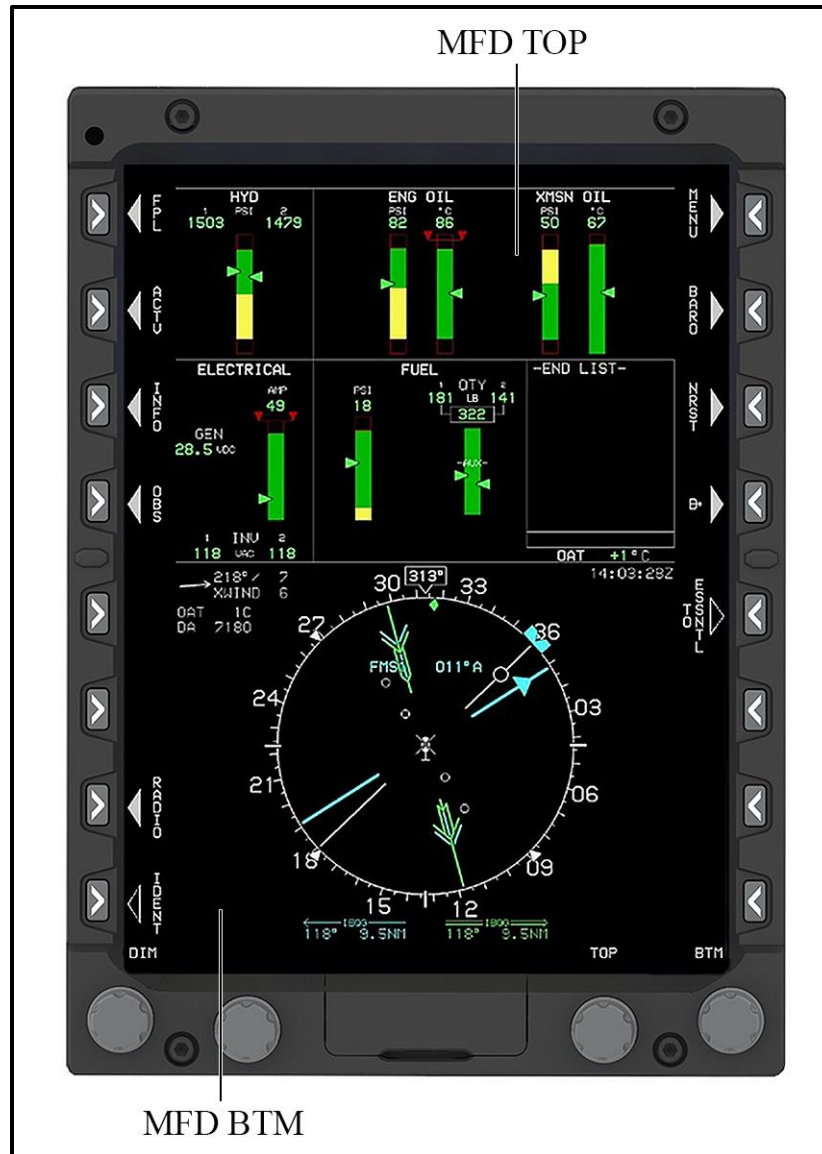 MFD TOP
FPL
ACTV
INFO
OBS
RADIO
IDENT
MENU
BARO
NRST
D
ESSNTL
TO
HYD
1 PSI 2
1503 1479
ENG OIL
PSI °C
82 86
XMSN OIL
PSI °C
50 67
ELECTRICAL
AMP
49
GEN
28.5 VDC
1 INV 2
118 VAC 118
FUEL
PSI
18
1 QTY 2
181 LB 141
322
-AUX-
-END LIST-
OAT +1°C
14:03:28Z
218°/ 7
XWIND 6
OAT 1C
DA 7180
313°
30 33 36 03 06 09 12 15 18 21 24 27
FMS 011°A
118° 9.5NM
118° 9.5NM
DIM TOP BTM
MFD BTM